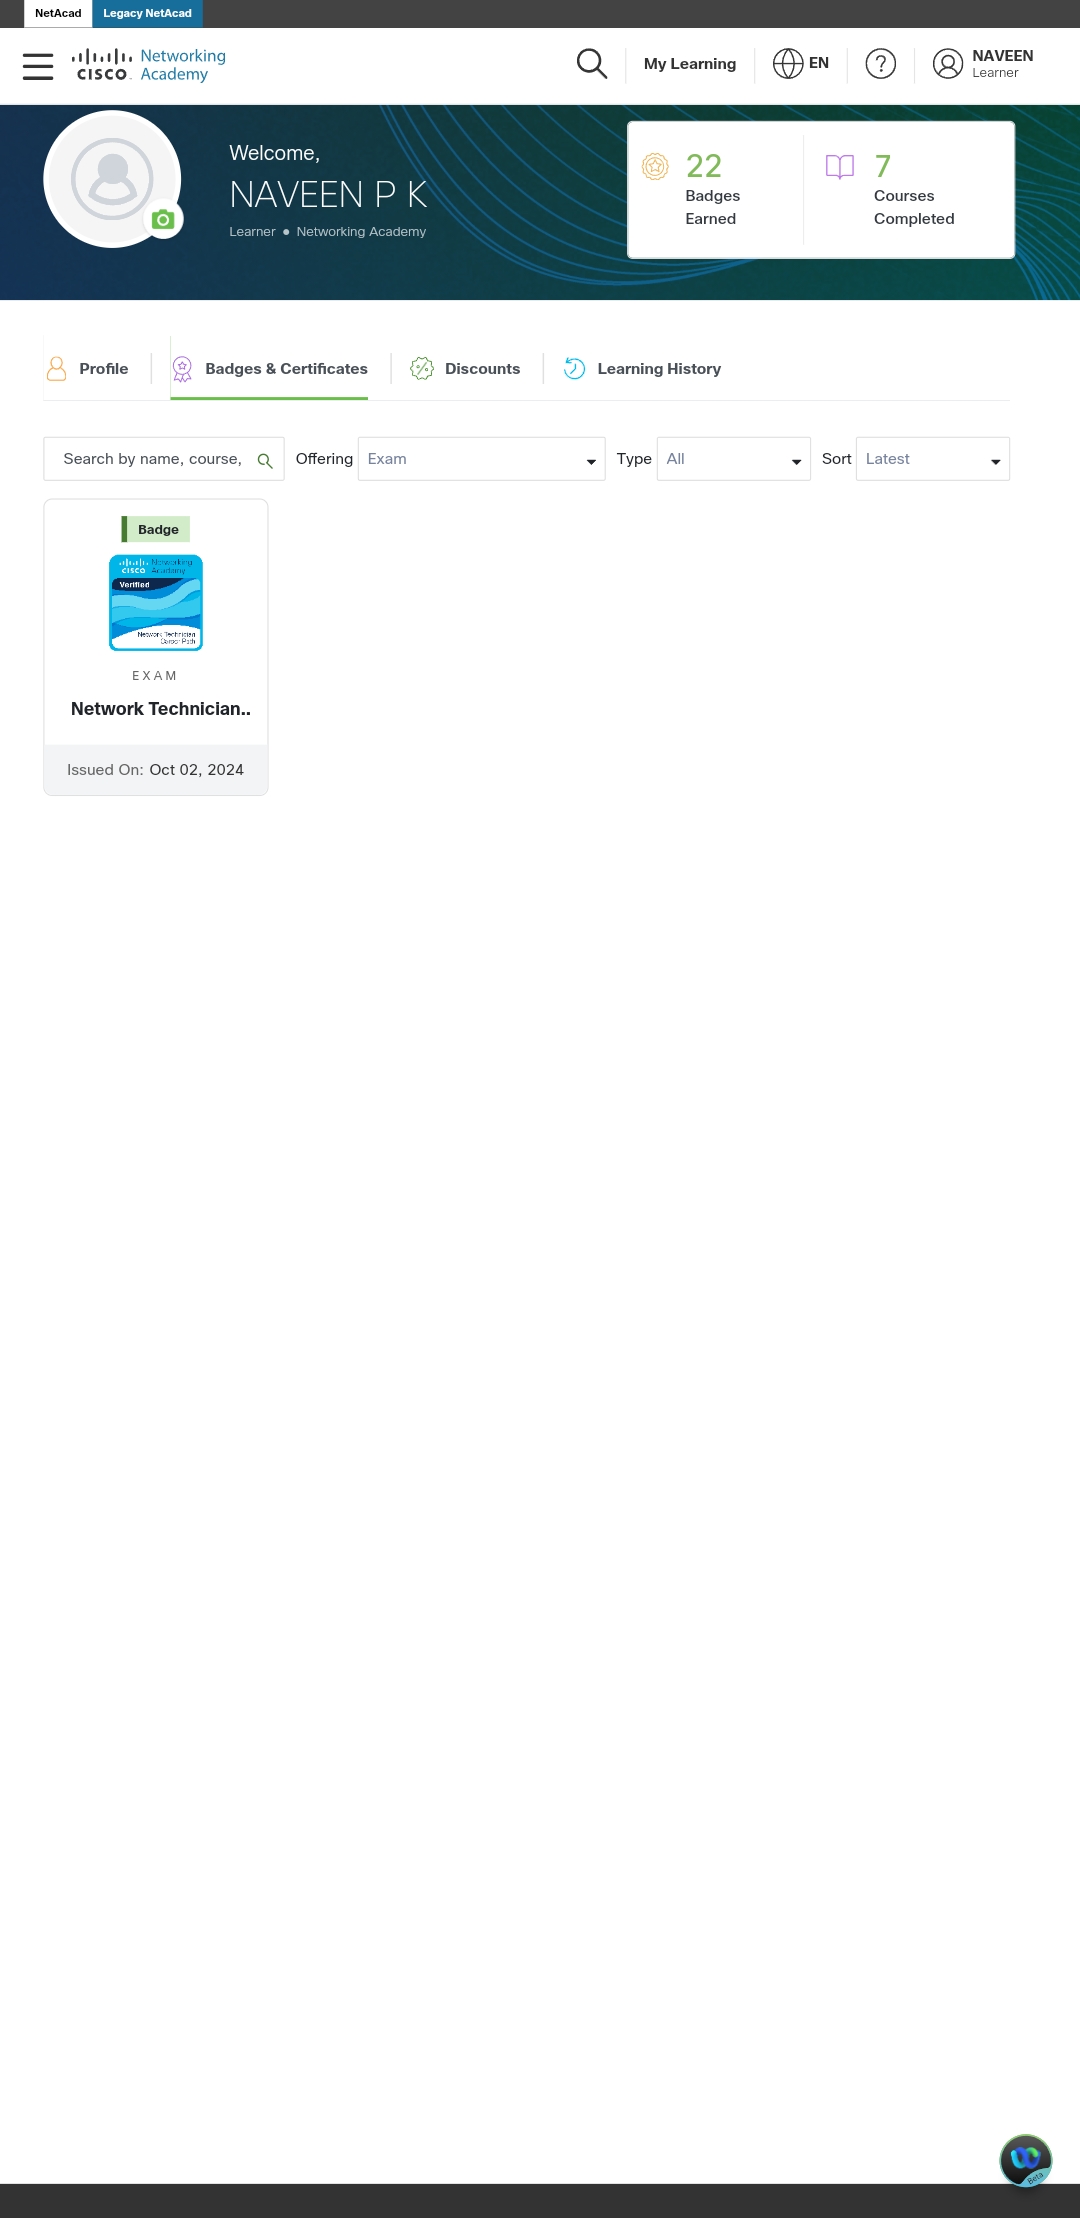 NetAcad
Legacy NetAcad
CISCO
Networking
Academy
My Learning
EN
?
NAVEEN
Learner
Welcome,
NAVEEN P K
Learner ● Networking Academy
22
Badges
Earned
7
Courses
Completed
Profile
Badges & Certificates
Discounts
Learning History
Search by name, course,
Offering
Exam
Type
All
Sort
Latest
Badge
CISCO
Networking
Academy
Verified
Network Technician
Career Path
EXAM
Network Technician..
Issued On: Oct 02, 2024
Beta